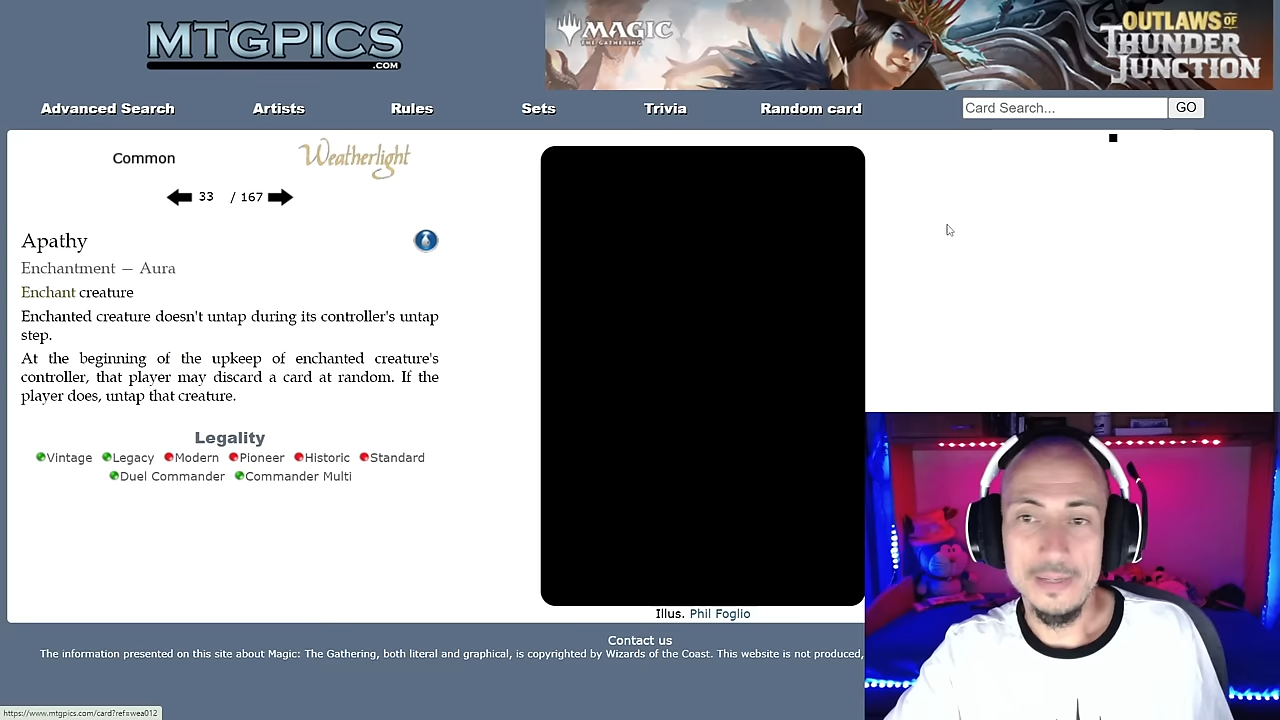 MTGPICS
.COM
MAGIC
THE GATHERING
OUTLAWS OF
THUNDER
JUNCTION
Advanced Search
Artists
Rules
Sets
Trivia
Random card
Card Search...
GO
Common
Weatherlight
33 / 167
Apathy
Enchantment — Aura
Enchant creature
Enchanted creature doesn't untap during its controller's untap
step.
At the beginning of the upkeep of enchanted creature's
controller, that player may discard a card at random. If the
player does, untap that creature.
Legality
Vintage Legacy Modern Pioneer Historic Standard
Duel Commander Commander Multi
Illus. Phil Foglio
Contact us
The information presented on this site about Magic: The Gathering, both literal and graphical, is copyrighted by Wizards of the Coast. This website is not produced,
https://www.mtgpics.com/card?ref=wea012